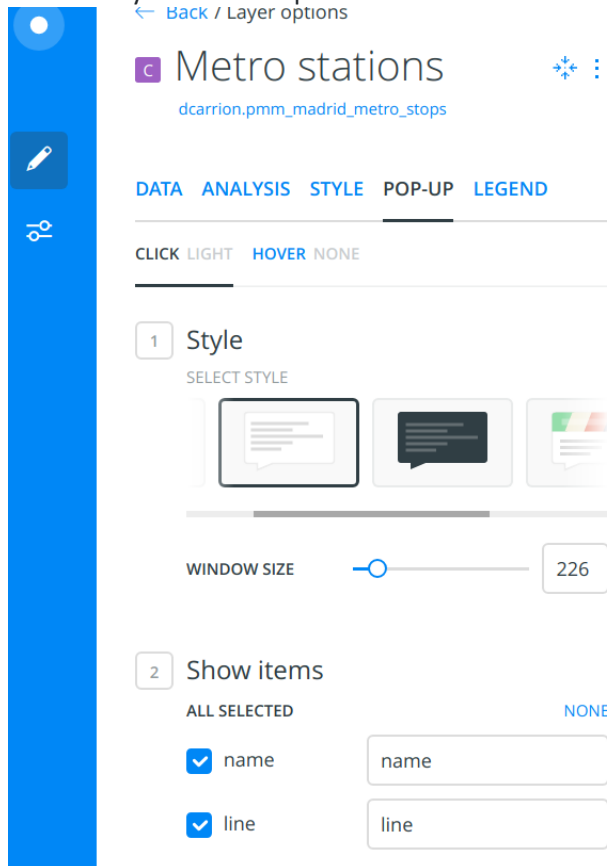 ← Back / Layer options
C Metro stations
dcarrion.pmm_madrid_metro_stops
DATA ANALYSIS STYLE POP-UP LEGEND
CLICK LIGHT HOVER NONE
1 Style
SELECT STYLE
WINDOW SIZE 226
2 Show items
ALL SELECTED NONE
name name
line line